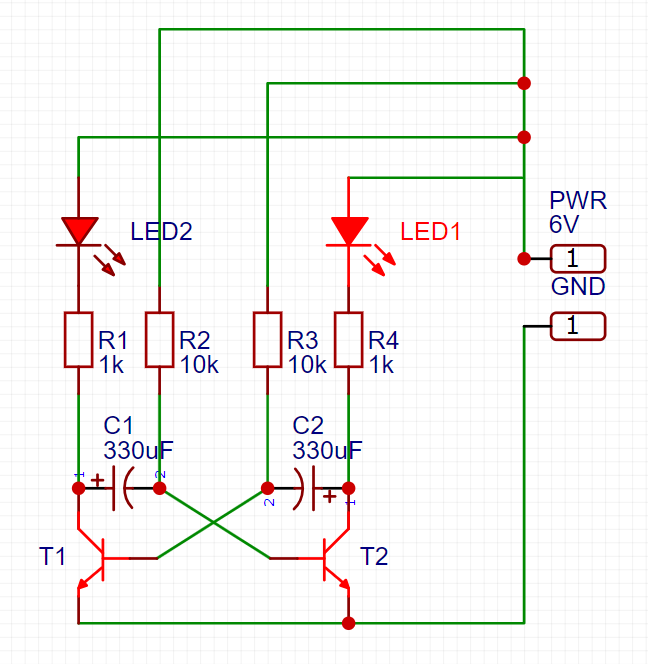 PWR
6V
LED2
LED1
1
GND
1
R1
1k
R2
10k
R3
10k
R4
1k
C1
330uF
C2
330uF
1
+
2
2
+
1
T1
T2